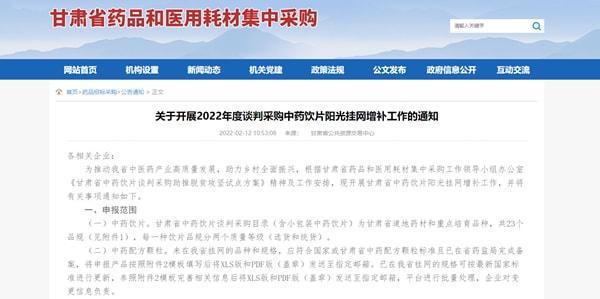 甘肃省药品和医用耗材集中采购
请输入关键字
网站首页 机构设置 新闻动态 机关党建 政策法规 公文发布 政府信息公开 互动交流
首页>药品招标采购>公告通知 > 正文
关于开展2022年度谈判采购中药饮片阳光挂网增补工作的通知
2022-02-12 10:53:08 来源： 甘肃省公共资源交易中心
各相关企业：
为推动我省中医药产业高质量发展，助力乡村全面振兴，根据甘肃省药品和医用耗材集中采购工作领导小组办公室
《甘肃省中药饮片谈判采购助推脱贫攻坚试点方案》精神及工作安排，现开展甘肃省中药饮片阳光挂网增补工作，并将
有关事项通知如下。
一、申报范围
（一）中药饮片。甘肃省中药饮片谈判采购目录（含小包装中药饮片）为甘肃省道地药材和重点培育品种，共23个
品规（见附件1），每一种饮片品规分两个质量等级（选货和统货）。
（二）中药配方颗粒。未在我省挂网的品种和规格，应符合国家或甘肃省中药配方颗粒标准且已在省药监局完成备
案，将申报产品按照附件2模板填写后将XLS版和PDF版（盖章）发送至指定邮箱。已在我省挂网的规格可按最新国家标
准进行更新，参照附件2模板完善相关信息后将XLS版和PDF版（盖章）发送至指定邮箱，平台进行批量处理，企业对变
更信息负责。